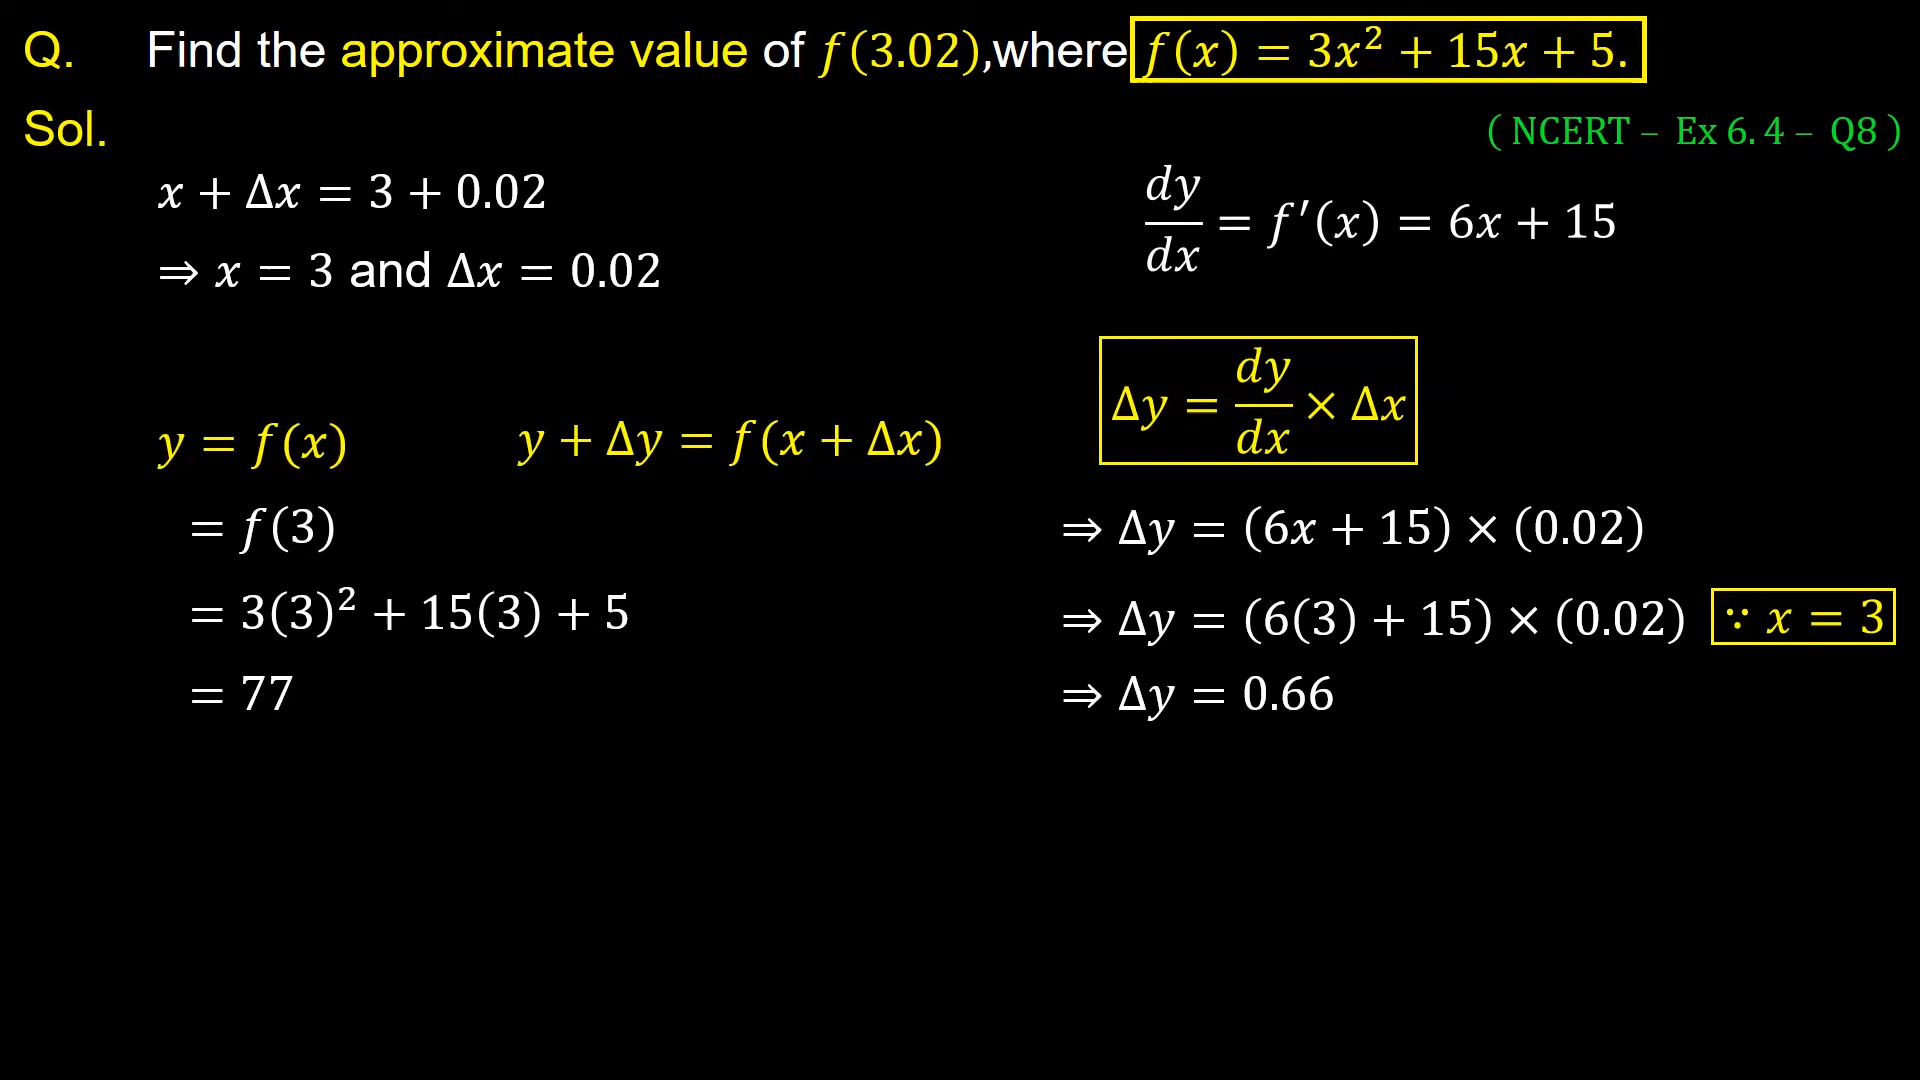 Q. Find the approximate value of f(3.02),where f(x) = 3x² + 15x + 5.
Sol.
( NCERT – Ex 6. 4 – Q8 )
x + Δx = 3 + 0.02
⇒ x = 3 and Δx = 0.02
dy/dx = f′(x) = 6x + 15
y = f(x)
= f(3)
= 3(3)² + 15(3) + 5
= 77
y + Δy = f(x + Δx)
Δy = dy/dx × Δx
⇒ Δy = (6x + 15) × (0.02)
⇒ Δy = (6(3) + 15) × (0.02) ∵ x = 3
⇒ Δy = 0.66